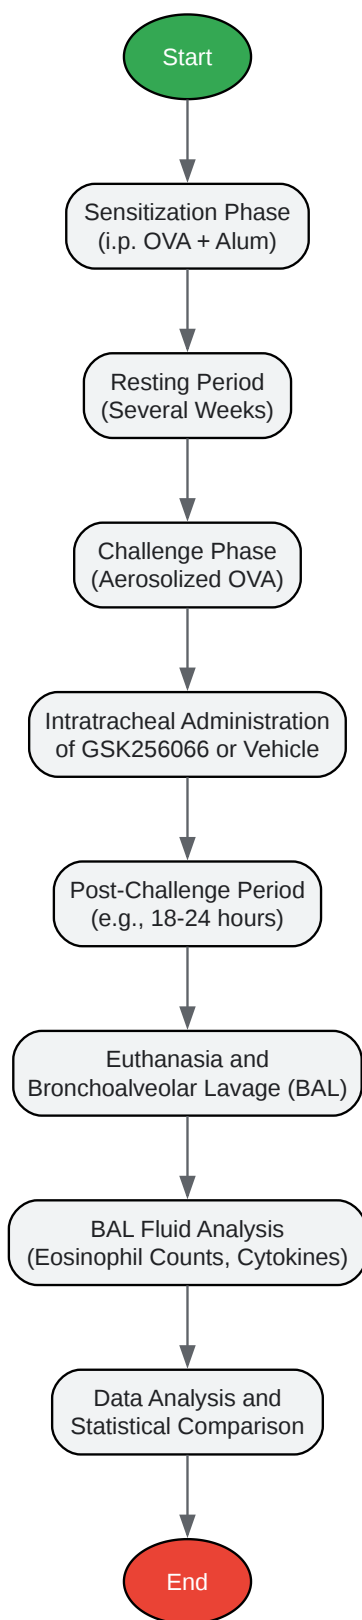 Start
Sensitization Phase
(i.p. OVA + Alum)
Resting Period
(Several Weeks)
Challenge Phase
(Aerosolized OVA)
Intratracheal Administration
of GSK256066 or Vehicle
Post-Challenge Period
(e.g., 18-24 hours)
Euthanasia and
Bronchoalveolar Lavage (BAL)
BAL Fluid Analysis
(Eosinophil Counts, Cytokines)
Data Analysis and
Statistical Comparison
End